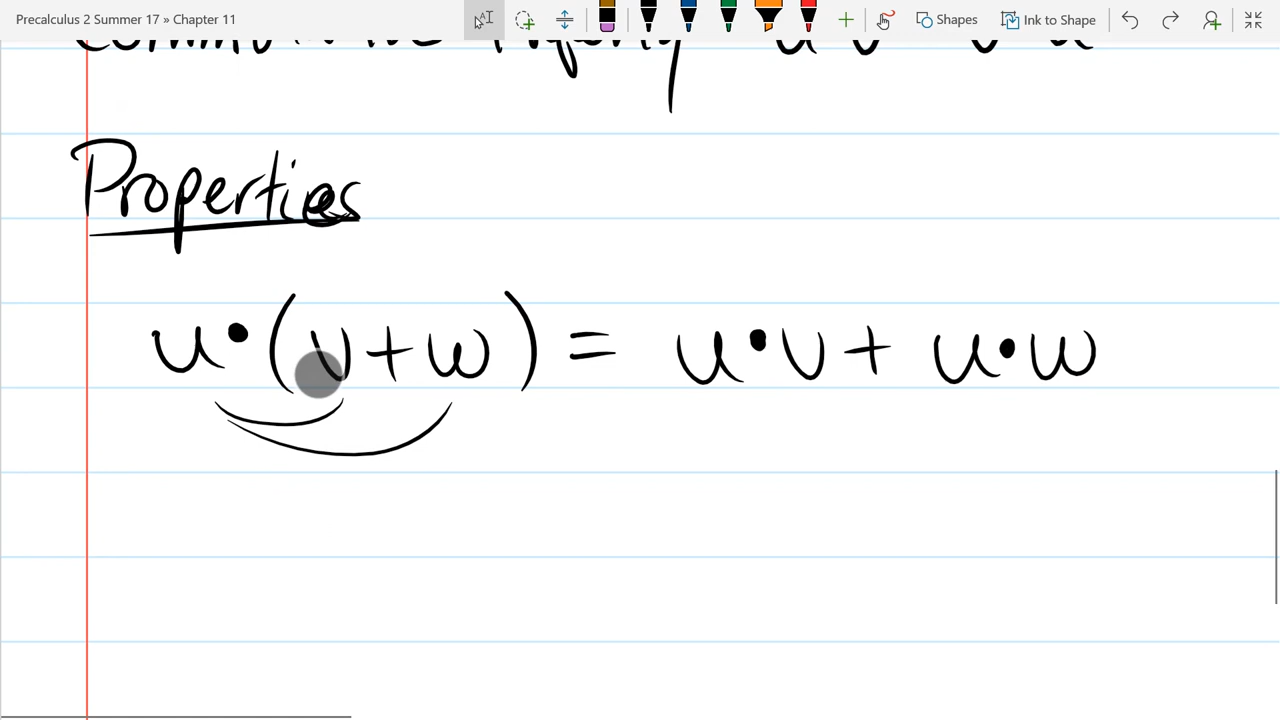 Precalculus 2 Summer 17 » Chapter 11
Shapes
Ink to Shape
Properties
u•(v+w) = u•v + u•w